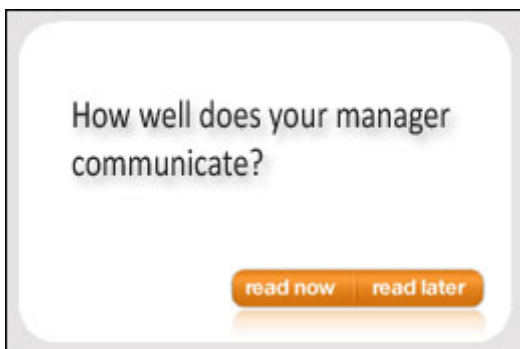 How well does your manager
communicate?
read now read later